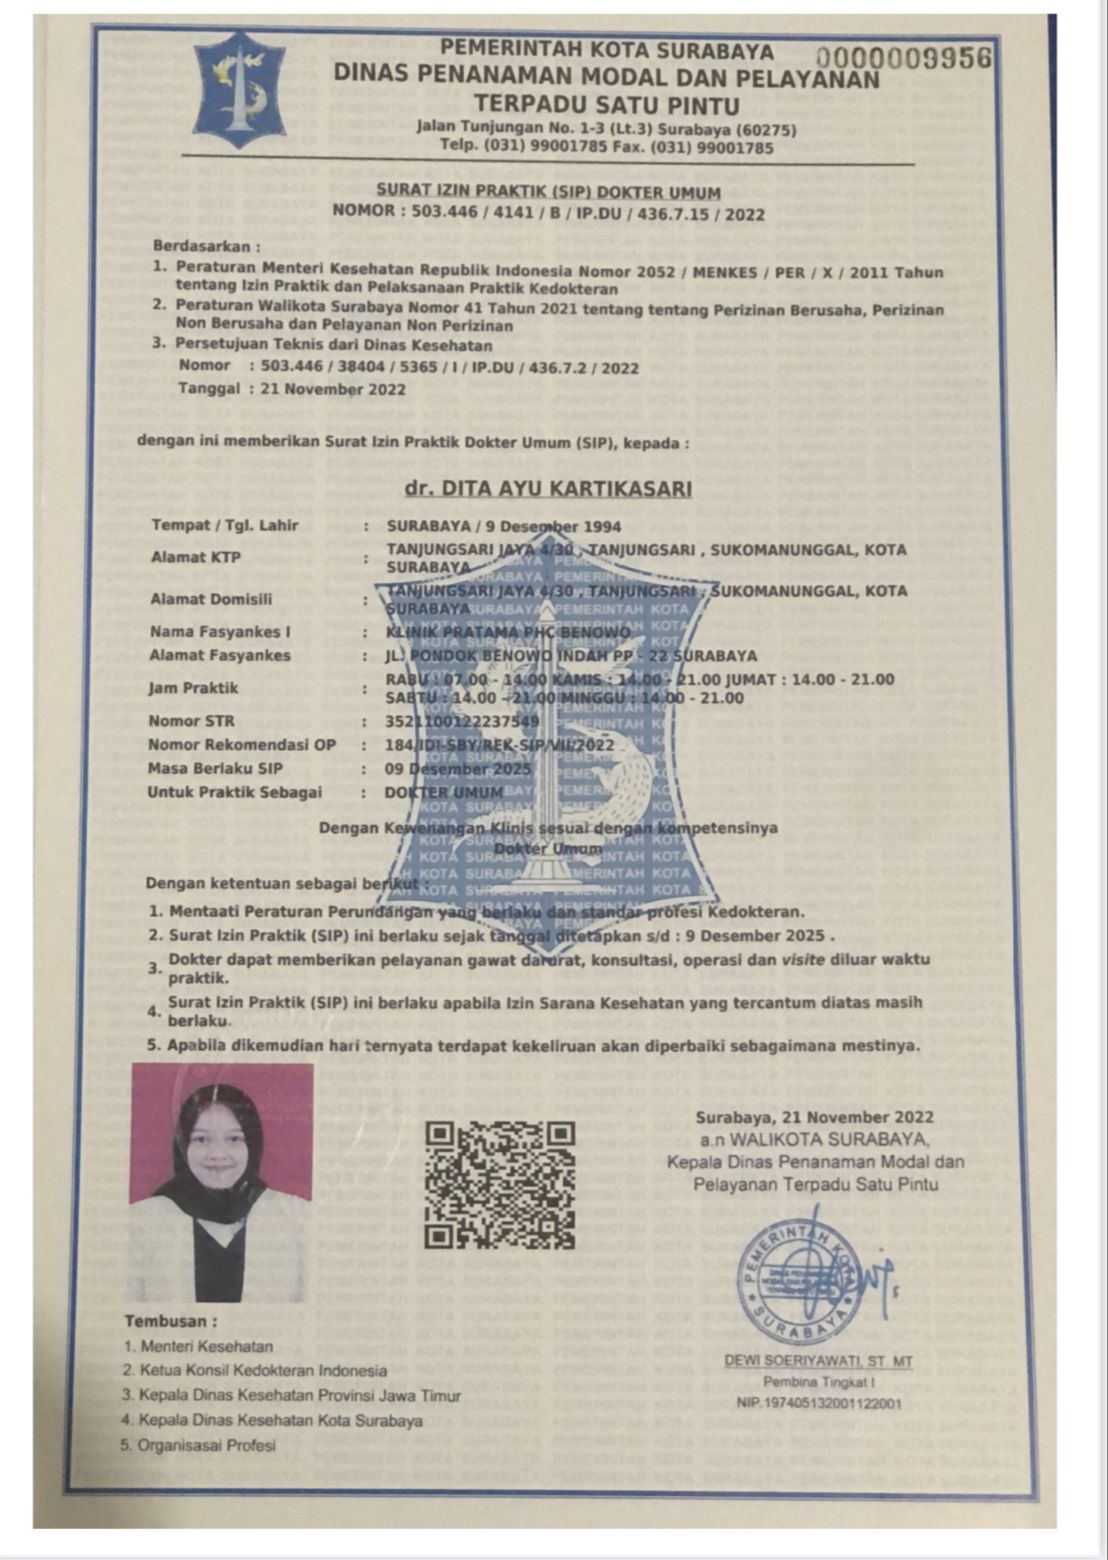 PEMERINTAH KOTA SURABAYA
0000009956
DINAS PENANAMAN MODAL DAN PELAYANAN
TERPADU SATU PINTU
Jalan Tunjungan No. 1-3 (Lt.3) Surabaya (60275)
Telp. (031) 99001785 Fax. (031) 99001785
SURAT IZIN PRAKTIK (SIP) DOKTER UMUM
NOMOR : 503.446 / 4141 / B / IP.DU / 436.7.15 / 2022
Berdasarkan :
1. Peraturan Menteri Kesehatan Republik Indonesia Nomor 2052 / MENKES / PER / X / 2011 Tahun
tentang Izin Praktik dan Pelaksanaan Praktik Kedokteran
2. Peraturan Walikota Surabaya Nomor 41 Tahun 2021 tentang tentang Perizinan Berusaha, Perizinan
Non Berusaha dan Pelayanan Non Perizinan
3. Persetujuan Teknis dari Dinas Kesehatan
Nomor : 503.446 / 38404 / 5365 / I / IP.DU / 436.7.2 / 2022
Tanggal : 21 November 2022
dengan ini memberikan Surat Izin Praktik Dokter Umum (SIP), kepada :
dr. DITA AYU KARTIKASARI
Tempat / Tgl. Lahir : SURABAYA / 9 Desember 1994
Alamat KTP : TANJUNGSARI JAYA 4/30 , TANJUNGSARI , SUKOMANUNGGAL, KOTA
SURABAYA
Alamat Domisili : TANJUNGSARI JAYA 4/30 , TANJUNGSARI , SUKOMANUNGGAL, KOTA
SURABAYA
Nama Fasyankes I : KLINIK PRATAMA PHC BENOWO
Alamat Fasyankes : JL. PONDOK BENOWO INDAH PP - 22 SURABAYA
Jam Praktik : RABU : 07.00 - 14.00 KAMIS : 14.00 - 21.00 JUMAT : 14.00 - 21.00
SABTU : 14.00 - 21.00 MINGGU : 14.00 - 21.00
Nomor STR : 3521100122237549
Nomor Rekomendasi OP : 184/IDI-SBY/REK-SIP/VII/2022
Masa Berlaku SIP : 09 Desember 2025
Untuk Praktik Sebagai : DOKTER UMUM
Dengan Kewenangan Klinis sesuai dengan kompetensinya
Dokter Umum
Dengan ketentuan sebagai berikut :
1. Mentaati Peraturan Perundangan yang berlaku dan standar profesi Kedokteran.
2. Surat Izin Praktik (SIP) ini berlaku sejak tanggal ditetapkan s/d : 9 Desember 2025 .
3. Dokter dapat memberikan pelayanan gawat darurat, konsultasi, operasi dan visite diluar waktu
praktik.
4. Surat Izin Praktik (SIP) ini berlaku apabila Izin Sarana Kesehatan yang tercantum diatas masih
berlaku.
5. Apabila dikemudian hari ternyata terdapat kekeliruan akan diperbaiki sebagaimana mestinya.
Surabaya, 21 November 2022
a.n WALIKOTA SURABAYA,
Kepala Dinas Penanaman Modal dan
Pelayanan Terpadu Satu Pintu
PEMERINTAH KOTA
SURABAYA
DEWI SOERIYAWATI, ST. MT
Pembina Tingkat I
NIP.197405132001122001
Tembusan :
1. Menteri Kesehatan
2. Ketua Konsil Kedokteran Indonesia
3. Kepala Dinas Kesehatan Provinsi Jawa Timur
4. Kepala Dinas Kesehatan Kota Surabaya
5. Organisasai Profesi